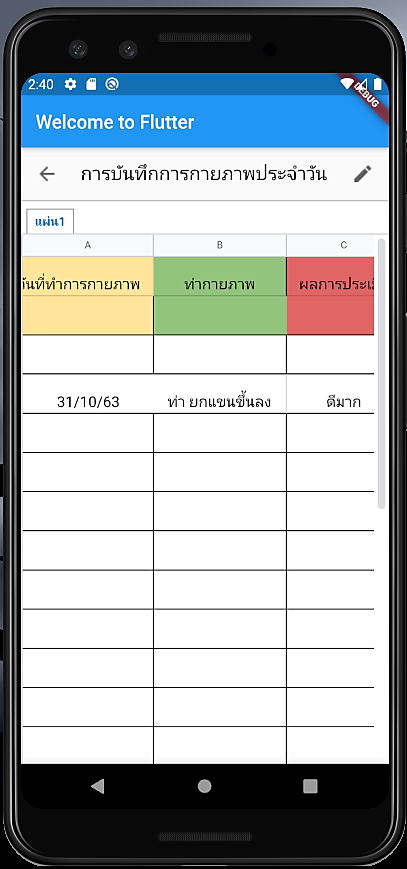 2:40
DEBUG
Welcome to Flutter
การบันทึกการกายภาพประจำวัน
แผ่น1
A B C
วันที่ทำการกายภาพ ท่ากายภาพ ผลการประเมิ
31/10/63 ท่า ยกแขนขึ้นลง ดีมาก